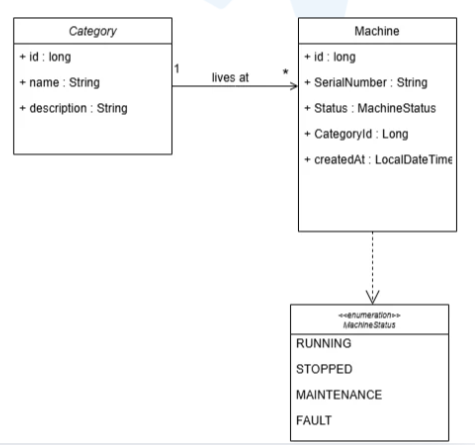 Category
+ id : long
+ name : String
+ description : String
1
lives at
*
Machine
+ id : long
+ SerialNumber : String
+ Status : MachineStatus
+ CategoryId : Long
+ createdAt : LocalDateTime
<<enumeration>>
MachineStatus
RUNNING
STOPPED
MAINTENANCE
FAULT